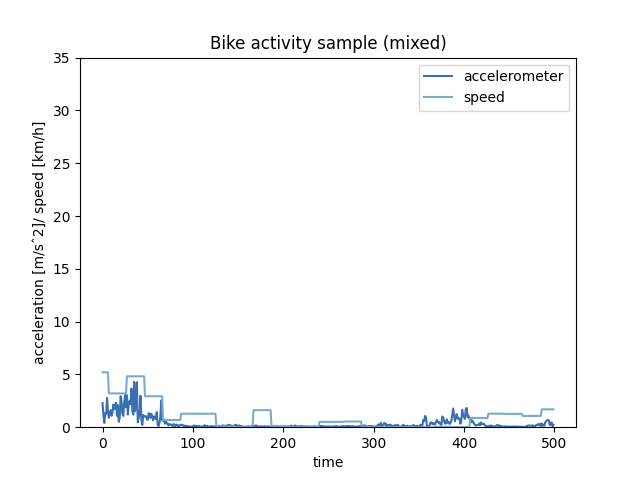 Bike activity sample (mixed)
accelerometer
speed
acceleration [m/sˆ2]/ speed [km/h]
35
30
25
20
15
10
5
0
0 100 200 300 400 500
time